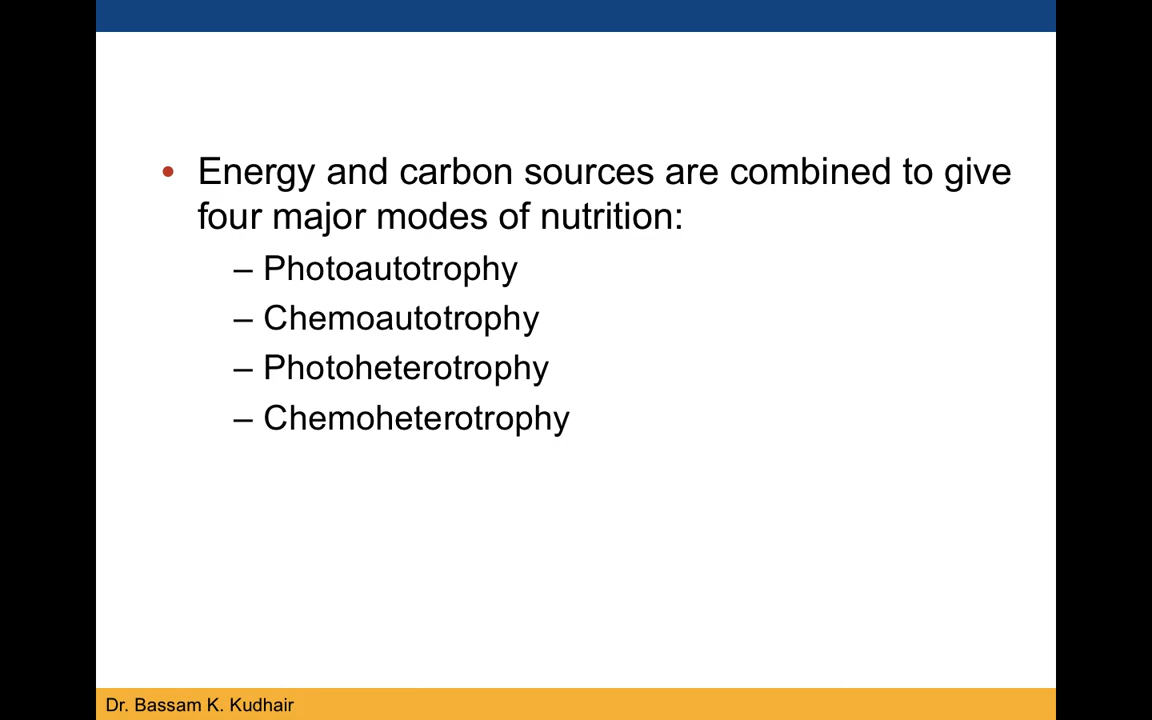 • Energy and carbon sources are combined to give
four major modes of nutrition:
– Photoautotrophy
– Chemoautotrophy
– Photoheterotrophy
– Chemoheterotrophy
Dr. Bassam K. Kudhair